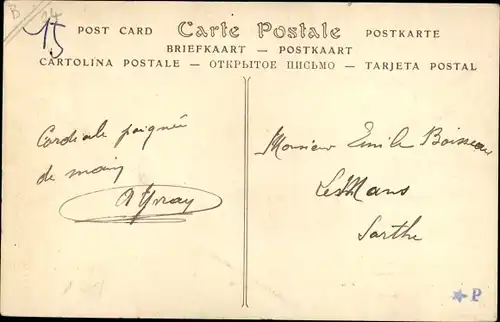 B
24
15
POST CARD Carte Postale POSTKARTE
BRIEFKAART — POSTKAART
CARTOLINA POSTALE — ОТКРЫТОЕ ПИСЬМО — TARJETA POSTAL
Cordiale poignée
de main
Monsieur Emile Boisseau
Le Mans
Sarthe
P